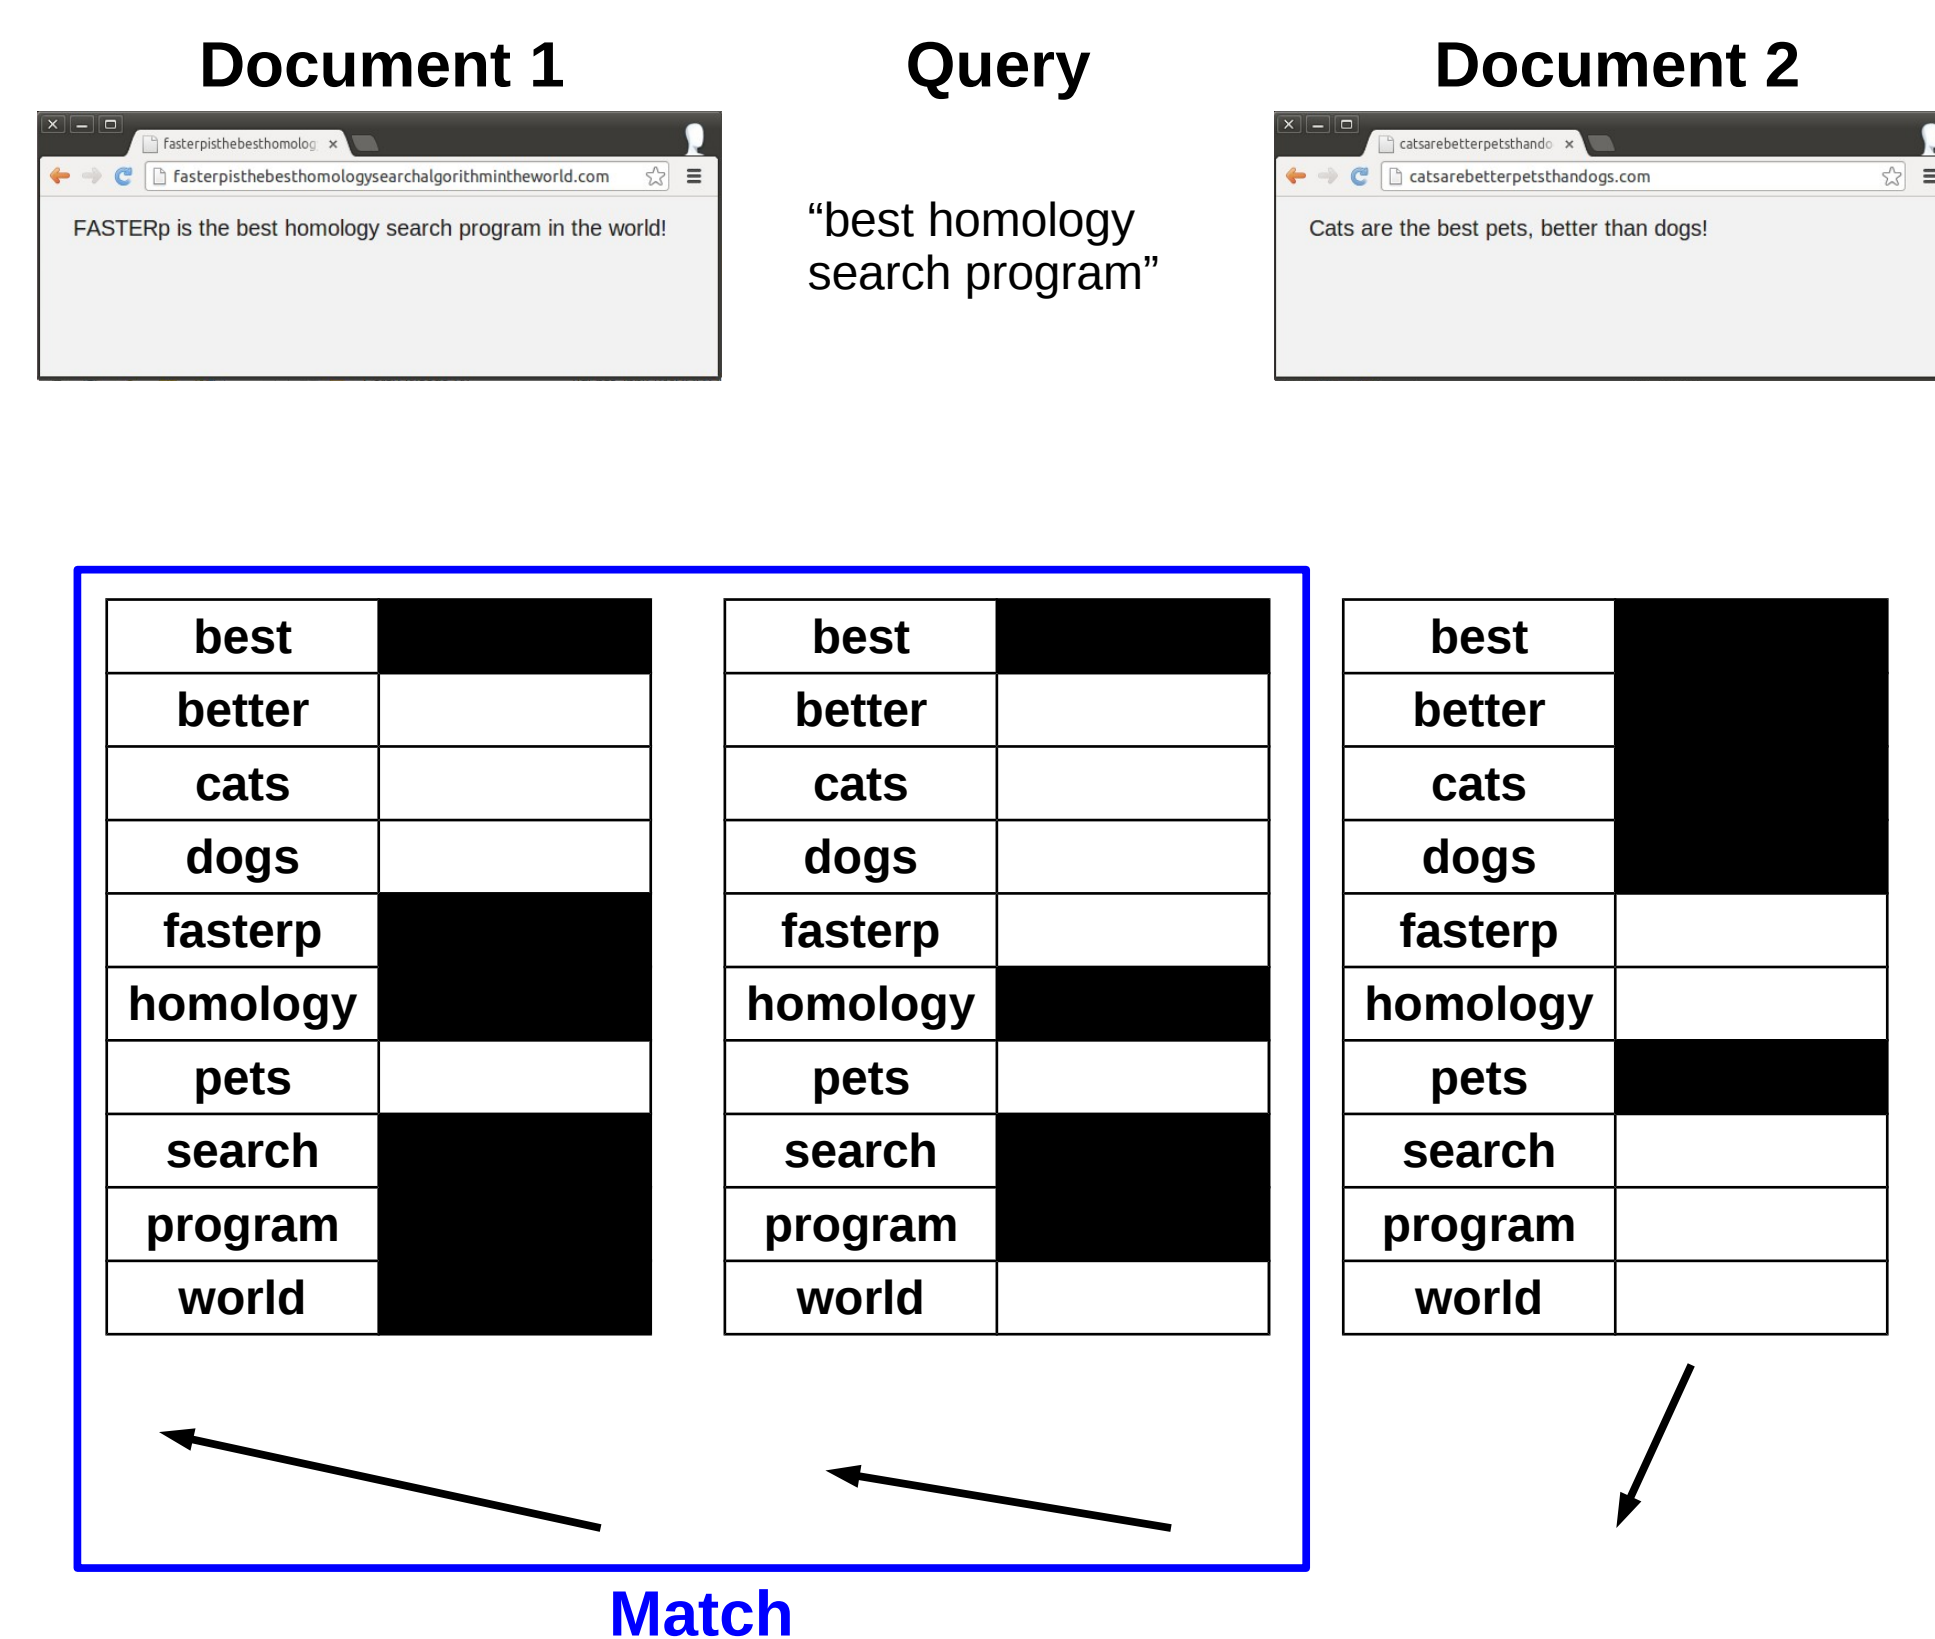 Document 1
Query
Document 2
fasterpisthebesthomolog
fasterpisthebesthomologysearchalgorithmintheworld.com
FASTERp is the best homology search program in the world!
“best homology
search program”
catsarebetterpetsthando
catsarebetterpetsthandogs.com
Cats are the best pets, better than dogs!
best
better
cats
dogs
fasterp
homology
pets
search
program
world
best
better
cats
dogs
fasterp
homology
pets
search
program
world
best
better
cats
dogs
fasterp
homology
pets
search
program
world
Match